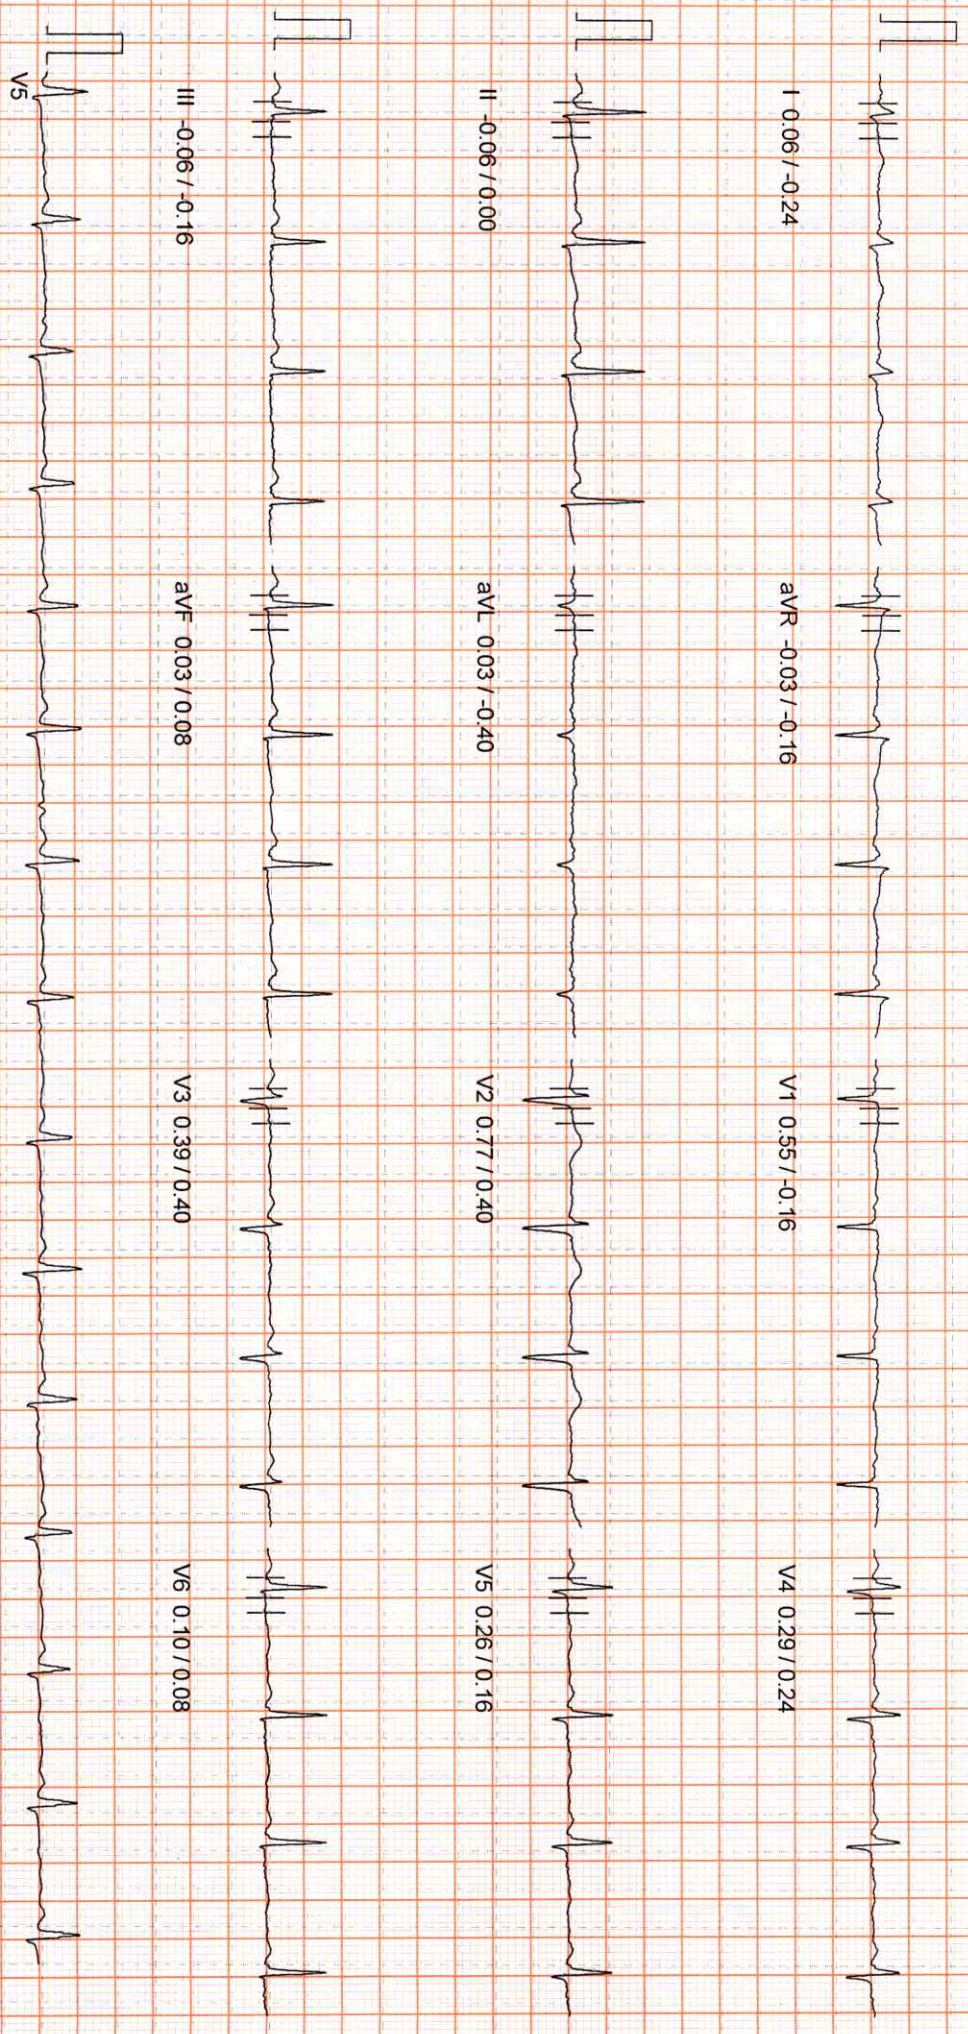 I 0.06 / -0.24
aVR -0.03 / -0.16
V1 0.55 / -0.16
V4 0.29 / 0.24
II -0.06 / 0.00
aVL 0.03 / -0.40
V2 0.77 / 0.40
V5 0.26 / 0.16
III -0.06 / -0.16
aVF 0.03 / 0.08
V3 0.39 / 0.40
V6 0.10 / 0.08
V5